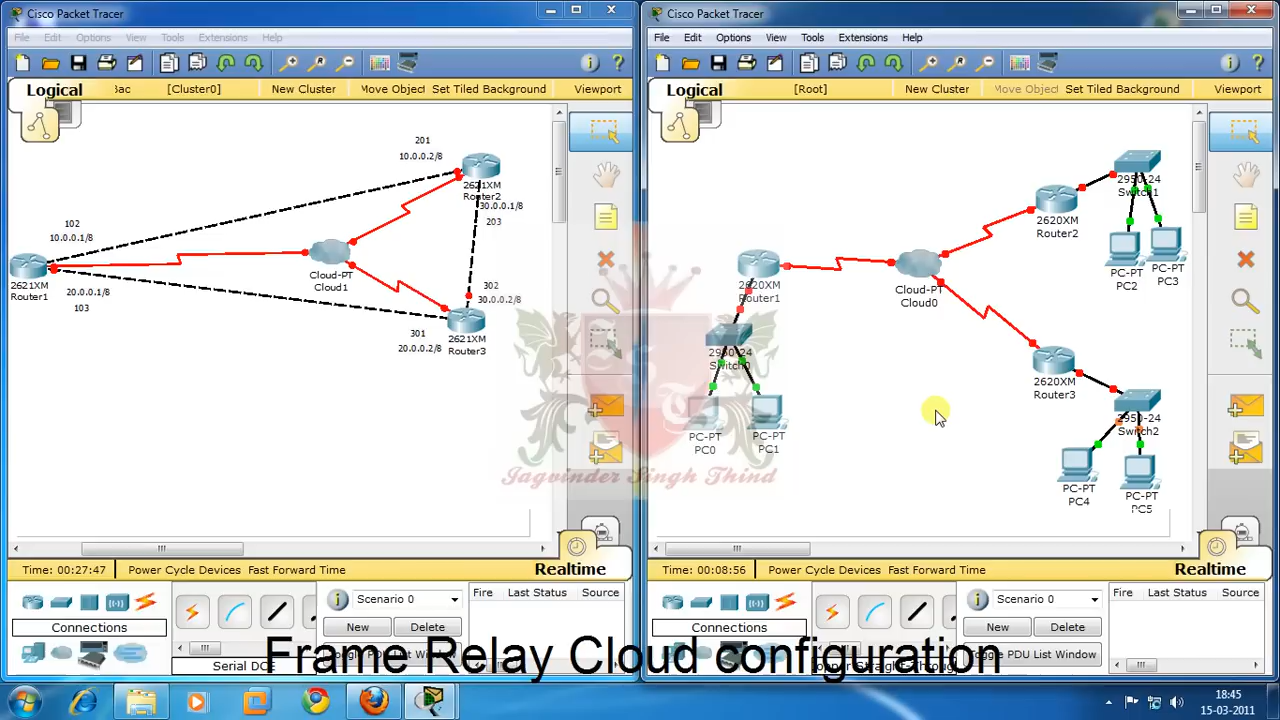 Cisco Packet Tracer
File Edit Options View Tools Extensions Help
Logical
[Cluster0]
New Cluster
Move Object
Set Tiled Background
Viewport
201
10.0.0.2/8
2621XM
Router2
30.0.0.1/8
203
102
10.0.0.1/8
2621XM
Router1
20.0.0.1/8
103
Cloud-PT
Cloud1
302
30.0.0.2/8
301
20.0.0.2/8
2621XM
Router3
Time: 00:27:47
Power Cycle Devices Fast Forward Time
Realtime
Connections
Serial DCE
Scenario 0
New
Delete
Fire Last Status Source
Cisco Packet Tracer
File Edit Options View Tools Extensions Help
Logical
[Root]
New Cluster
Move Object
Set Tiled Background
Viewport
2950-24
Switch1
2620XM
Router2
PC-PT
PC2
PC-PT
PC3
2620XM
Router1
Cloud-PT
Cloud0
2950-24
Switch0
PC-PT
PC0
PC-PT
PC1
2620XM
Router3
2950-24
Switch2
PC-PT
PC4
PC-PT
PC5
Jagvinder Singh Thind
Time: 00:08:56
Power Cycle Devices Fast Forward Time
Realtime
Connections
Scenario 0
New
Delete
Toggle PDU List Window
Fire Last Status Source
Frame Relay Cloud configuration
18:45
15-03-2011